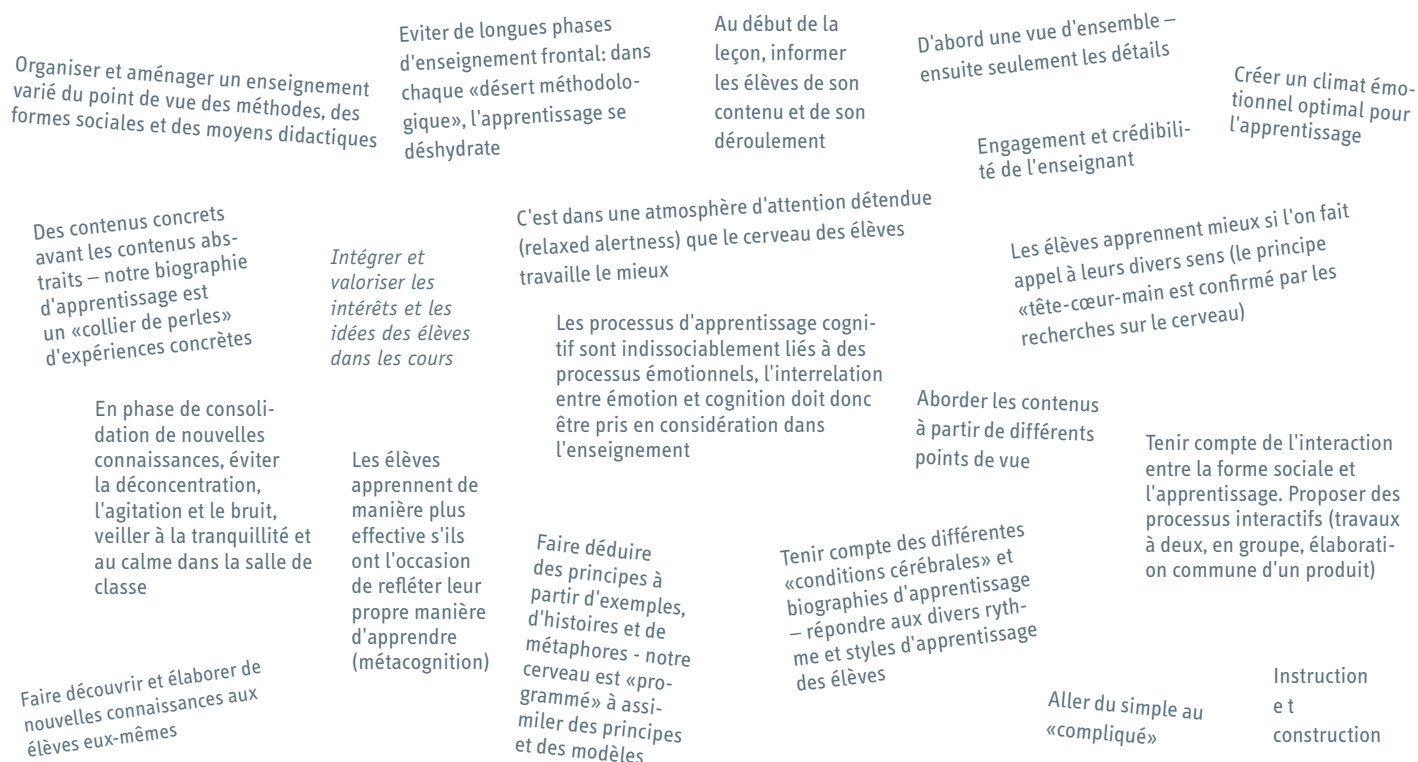 Organiser et aménager un enseignement
varié du point de vue des méthodes, des
formes sociales et des moyens didactiques
Eviter de longues phases
d'enseignement frontal: dans
chaque «désert méthodolo-
gique», l'apprentissage se
déshydrate
Au début de la
leçon, informer
les élèves de son
contenu et de son
déroulement
D'abord une vue d'ensemble –
ensuite seulement les détails
Créer un climat émo-
tionnel optimal pour
l'apprentissage
Engagement et crédibili-
té de l'enseignant
Des contenus concrets
avant les contenus abs-
traits – notre biographie
d'apprentissage est
un «collier de perles»
d'expériences concrètes
Intégrer et
valoriser les
intérêts et les
idées des élèves
dans les cours
C'est dans une atmosphère d'attention détendue
(relaxed alertness) que le cerveau des élèves
travaille le mieux
Les élèves apprennent mieux si l'on fait
appel à leurs divers sens (le principe
«tête-cœur-main est confirmé par les
recherches sur le cerveau)
Les processus d'apprentissage cogni-
tif sont indissociablement liés à des
processus émotionnels, l'interrelation
entre émotion et cognition doit donc
être pris en considération dans
l'enseignement
En phase de consoli-
dation de nouvelles
connaissances, éviter
la déconcentration,
l'agitation et le bruit,
veiller à la tranquillité et
au calme dans la salle de
classe
Les élèves
apprennent de
manière plus
effective s'ils
ont l'occasion
de refléter leur
propre manière
d'apprendre
(métacognition)
Aborder les contenus
à partir de différents
points de vue
Tenir compte de l'interaction
entre la forme sociale et
l'apprentissage. Proposer des
processus interactifs (travaux
à deux, en groupe, élaborati-
on commune d'un produit)
Faire déduire
des principes à
partir d'exemples,
d'histoires et de
métaphores - notre
cerveau est «pro-
grammé» à assi-
miler des principes
et des modèles
Tenir compte des différentes
«conditions cérébrales» et
biographies d'apprentissage
– répondre aux divers ryth-
me et styles d'apprentissage
des élèves
Faire découvrir et élaborer de
nouvelles connaissances aux
élèves eux-mêmes
Aller du simple au
«compliqué»
Instruction
e t
construction